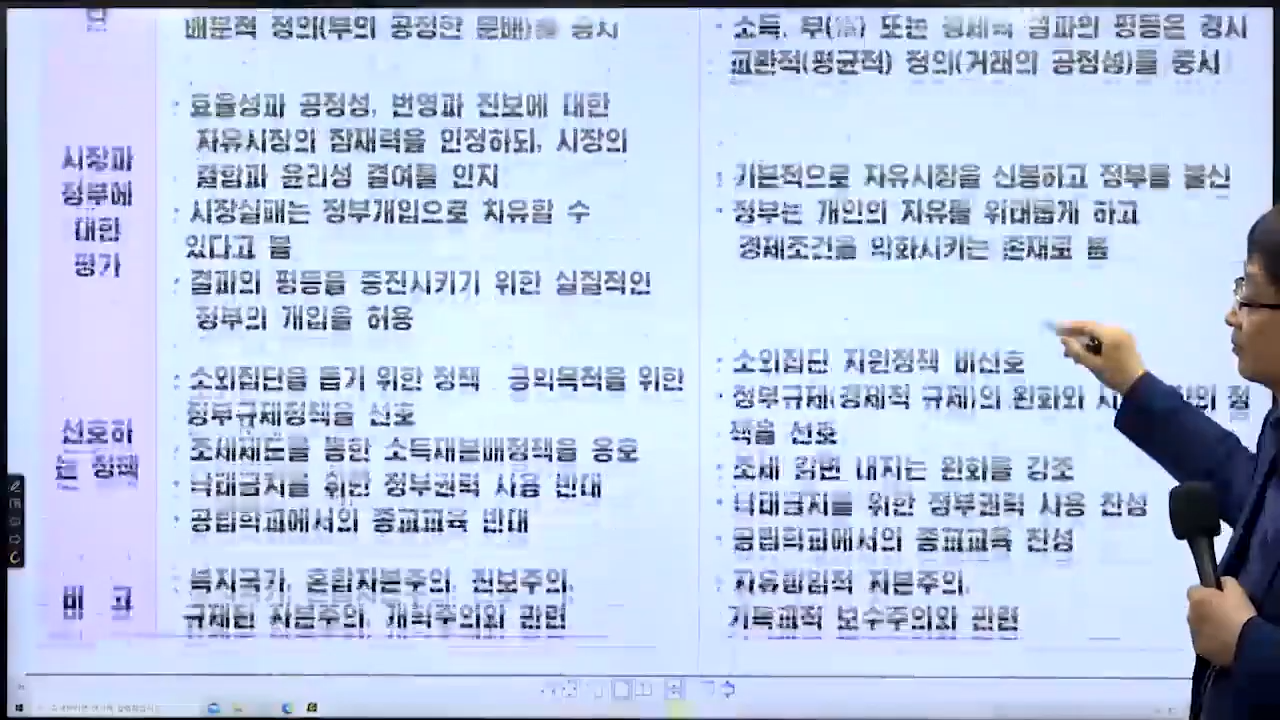 단
배분적 정의(부의 공정한 분배)를 중시
· 소득, 부(富) 또는 경제적 결과의 평등은 경시
교환적(평균적) 정의(거래의 공정성)를 중시
시장과
정부에
대한
평가
· 효율성과 공정성, 번영과 진보에 대한
자유시장의 잠재력을 인정하되, 시장의
결함과 윤리성 결여를 인지
· 시장실패는 정부개입으로 치유할 수
있다고 봄
· 결과의 평등을 증진시키기 위한 실질적인
정부의 개입을 허용
· 기본적으로 자유시장을 신봉하고 정부를 불신
· 정부는 개인의 자유를 위태롭게 하고
경제조건을 악화시키는 존재로 봄
선호하
는 정책
· 소외집단을 돕기 위한 정책 공익목적을 위한
정부규제정책을 선호
· 조세제도를 통한 소득재분배정책을 옹호
· 낙태금지를 위한 정부권력 사용 반대
· 공립학교에서의 종교교육 반대
· 소외집단 지원정책 비선호
· 정부규제(경제적 규제)의 완화와 시 의 정
책을 선호
· 조세 감면 내지는 완화를 강조
· 낙태금지를 위한 정부권력 사용 찬성
· 공립학교에서의 종교교육 찬성
비 고
· 복지국가, 혼합자본주의, 진보주의,
규제된 자본주의, 개혁주의와 관련
· 자유방임적 자본주의,
기독교적 보수주의와 관련